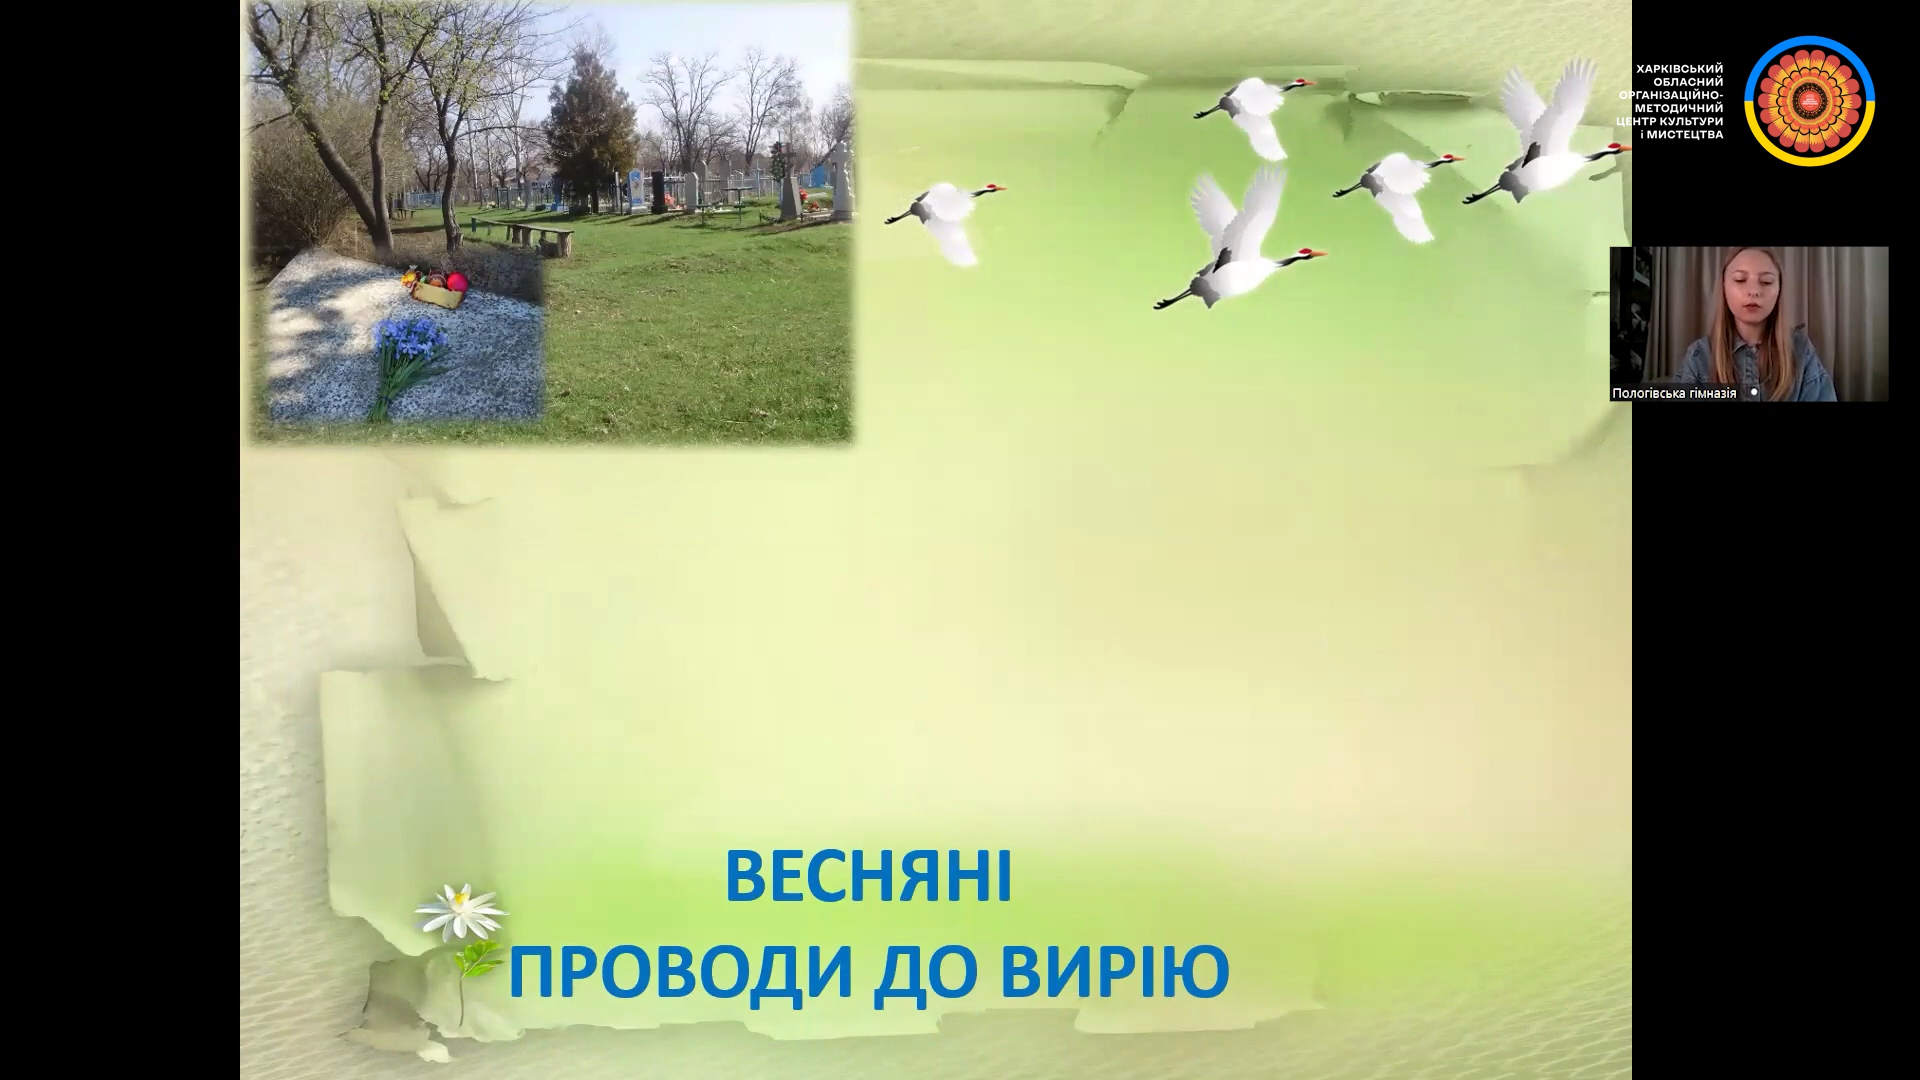 ХАРКІВСЬКИЙ
ОБЛАСНИЙ
ОРГАНІЗАЦІЙНО-
МЕТОДИЧНИЙ
ЦЕНТР КУЛЬТУРИ
і МИСТЕЦТВА
Пологівська гімназія
ВЕСНЯНІ
ПРОВОДИ ДО ВИРІЮ